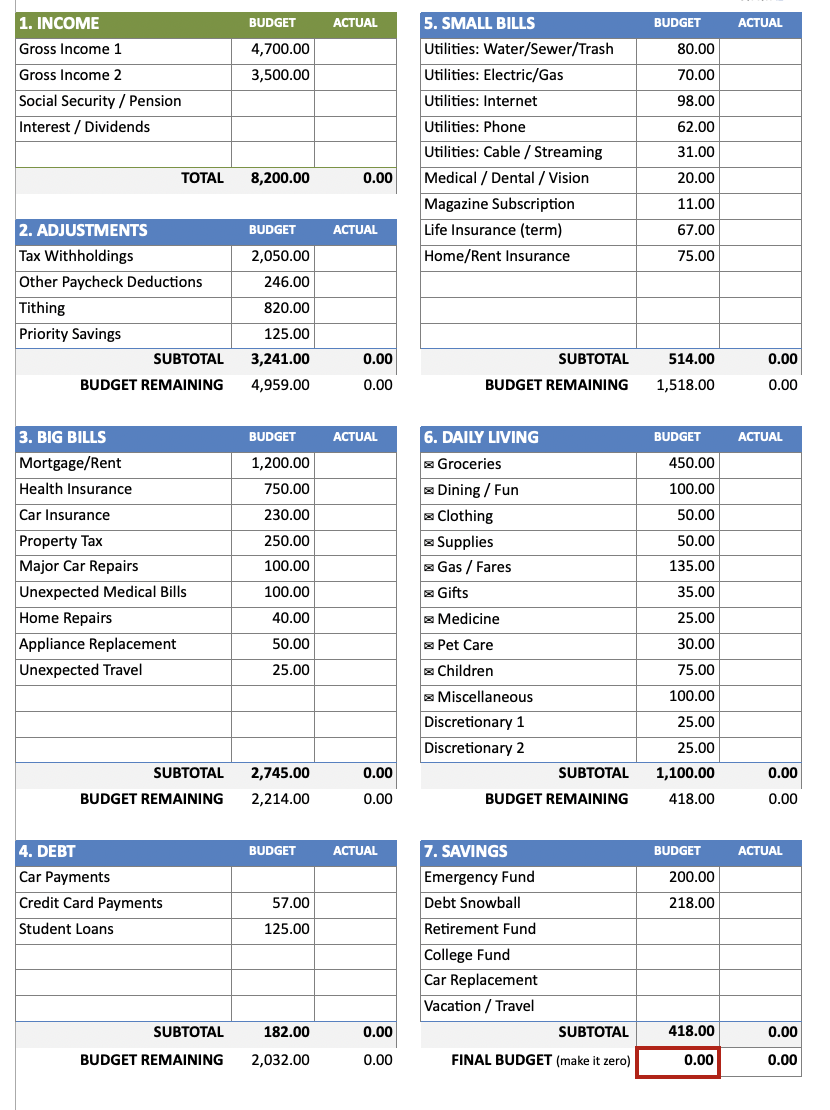 1. INCOME BUDGET ACTUAL
Gross Income 1 4,700.00
Gross Income 2 3,500.00
Social Security / Pension
Interest / Dividends
TOTAL 8,200.00 0.00
2. ADJUSTMENTS BUDGET ACTUAL
Tax Withholdings 2,050.00
Other Paycheck Deductions 246.00
Tithing 820.00
Priority Savings 125.00
SUBTOTAL 3,241.00 0.00
BUDGET REMAINING 4,959.00 0.00
3. BIG BILLS BUDGET ACTUAL
Mortgage/Rent 1,200.00
Health Insurance 750.00
Car Insurance 230.00
Property Tax 250.00
Major Car Repairs 100.00
Unexpected Medical Bills 100.00
Home Repairs 40.00
Appliance Replacement 50.00
Unexpected Travel 25.00
SUBTOTAL 2,745.00 0.00
BUDGET REMAINING 2,214.00 0.00
4. DEBT BUDGET ACTUAL
Car Payments
Credit Card Payments 57.00
Student Loans 125.00
SUBTOTAL 182.00 0.00
BUDGET REMAINING 2,032.00 0.00
5. SMALL BILLS BUDGET ACTUAL
Utilities: Water/Sewer/Trash 80.00
Utilities: Electric/Gas 70.00
Utilities: Internet 98.00
Utilities: Phone 62.00
Utilities: Cable / Streaming 31.00
Medical / Dental / Vision 20.00
Magazine Subscription 11.00
Life Insurance (term) 67.00
Home/Rent Insurance 75.00
SUBTOTAL 514.00 0.00
BUDGET REMAINING 1,518.00 0.00
6. DAILY LIVING BUDGET ACTUAL
✉ Groceries 450.00
✉ Dining / Fun 100.00
✉ Clothing 50.00
✉ Supplies 50.00
✉ Gas / Fares 135.00
✉ Gifts 35.00
✉ Medicine 25.00
✉ Pet Care 30.00
✉ Children 75.00
✉ Miscellaneous 100.00
Discretionary 1 25.00
Discretionary 2 25.00
SUBTOTAL 1,100.00 0.00
BUDGET REMAINING 418.00 0.00
7. SAVINGS BUDGET ACTUAL
Emergency Fund 200.00
Debt Snowball 218.00
Retirement Fund
College Fund
Car Replacement
Vacation / Travel
SUBTOTAL 418.00 0.00
FINAL BUDGET (make it zero) 0.00 0.00